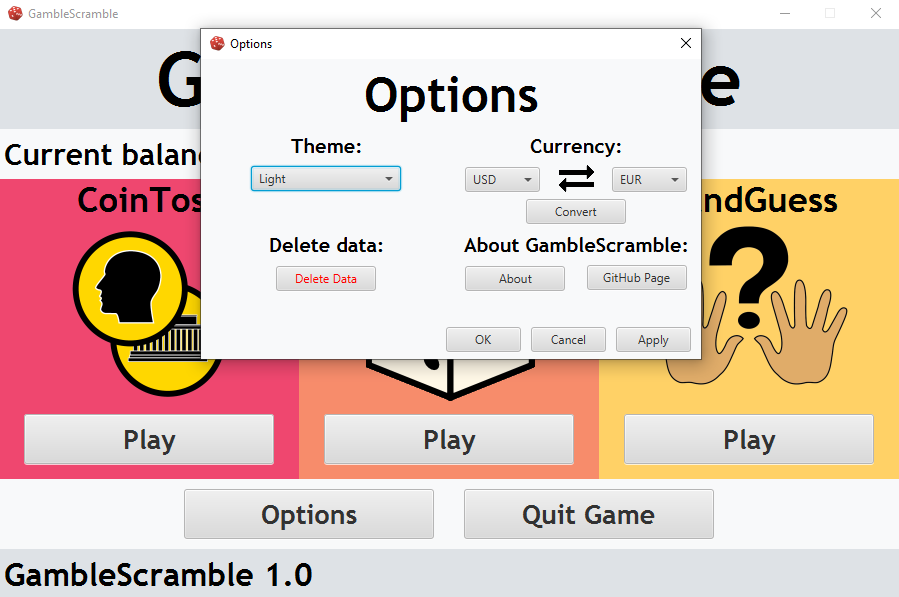 GambleScramble
Options
G
e
Options
Theme:
Currency:
Light
USD
EUR
Convert
Current balan
CoinTos
ndGuess
Delete data:
About GambleScramble:
Delete Data
About
GitHub Page
OK
Cancel
Apply
?
Play
Play
Play
Options
Quit Game
GambleScramble 1.0